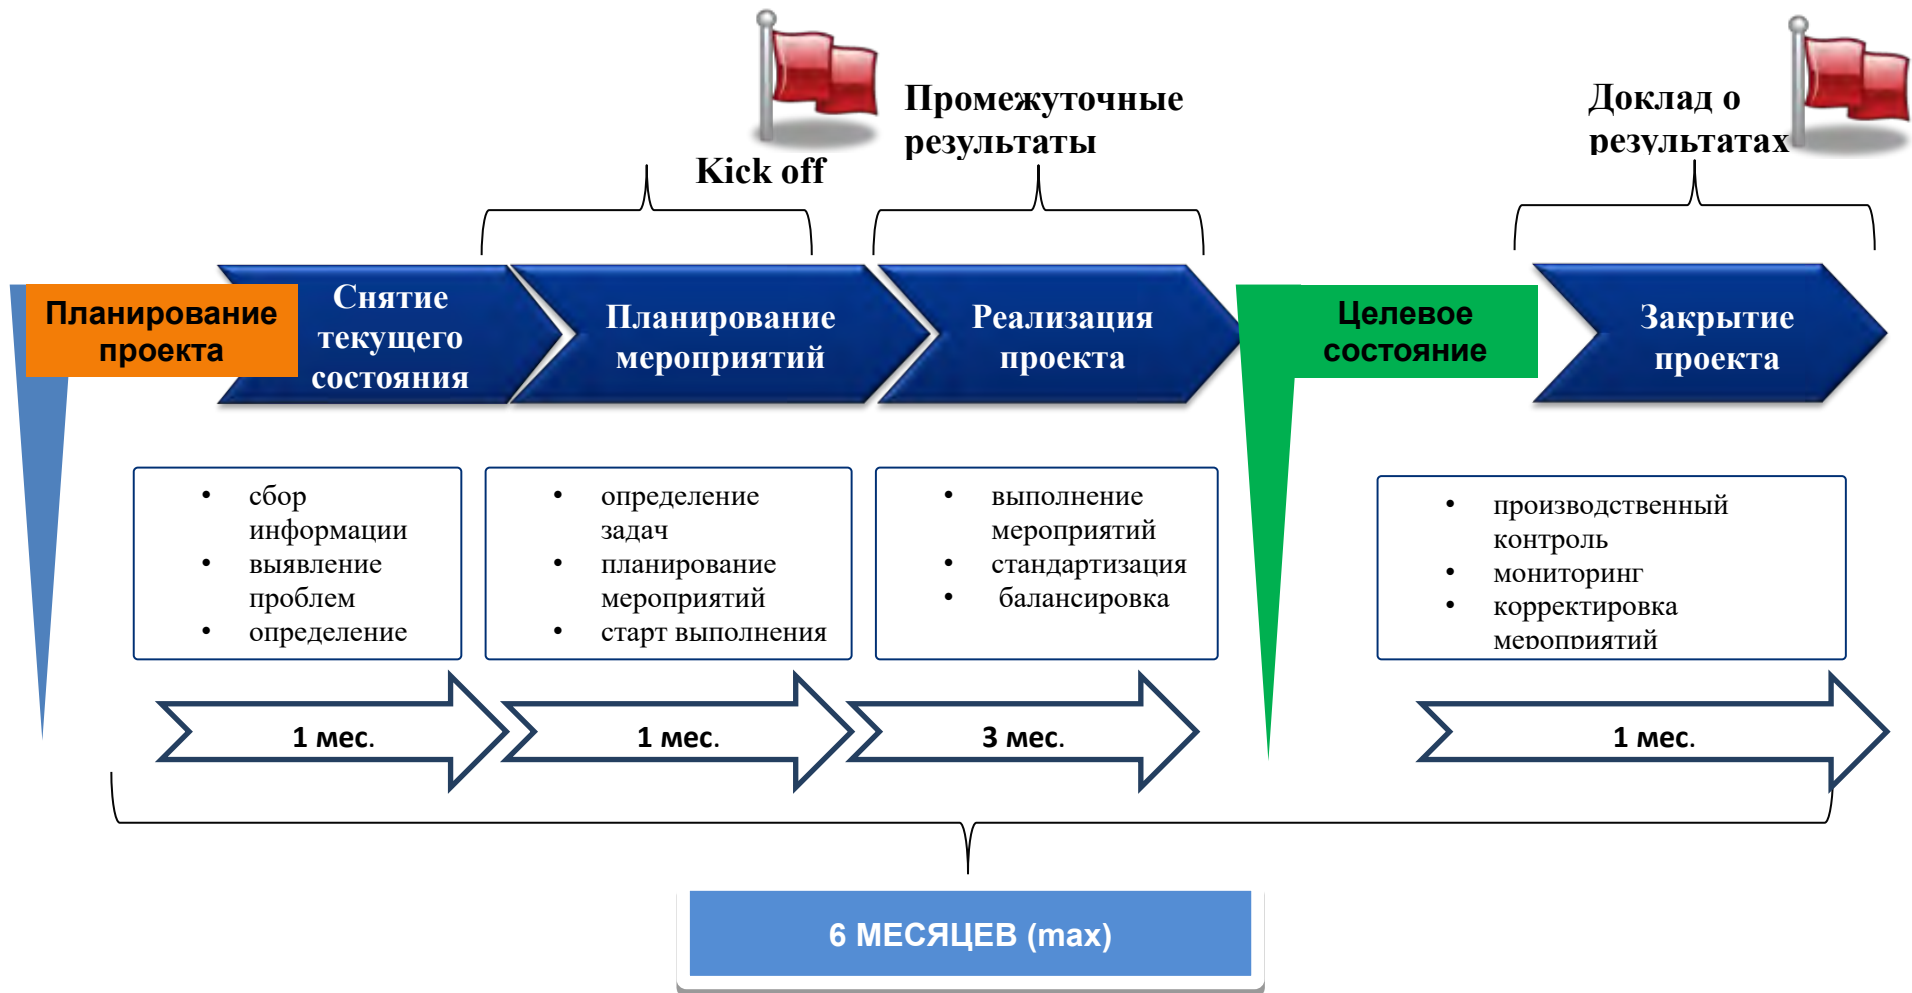 Промежуточные
результаты
Доклад о
результатах
Kick off
Планирование
проекта
Снятие
текущего
состояния
Планирование
мероприятий
Реализация
проекта
Целевое
состояние
Закрытие
проекта
• сбор
информации
• выявление
проблем
• определение
• определение
задач
• планирование
мероприятий
• старт выполнения
• выполнение
мероприятий
• стандартизация
• балансировка
• производственный
контроль
• мониторинг
• корректировка
мероприятий
1 мес.
1 мес.
3 мес.
1 мес.
6 МЕСЯЦЕВ (max)